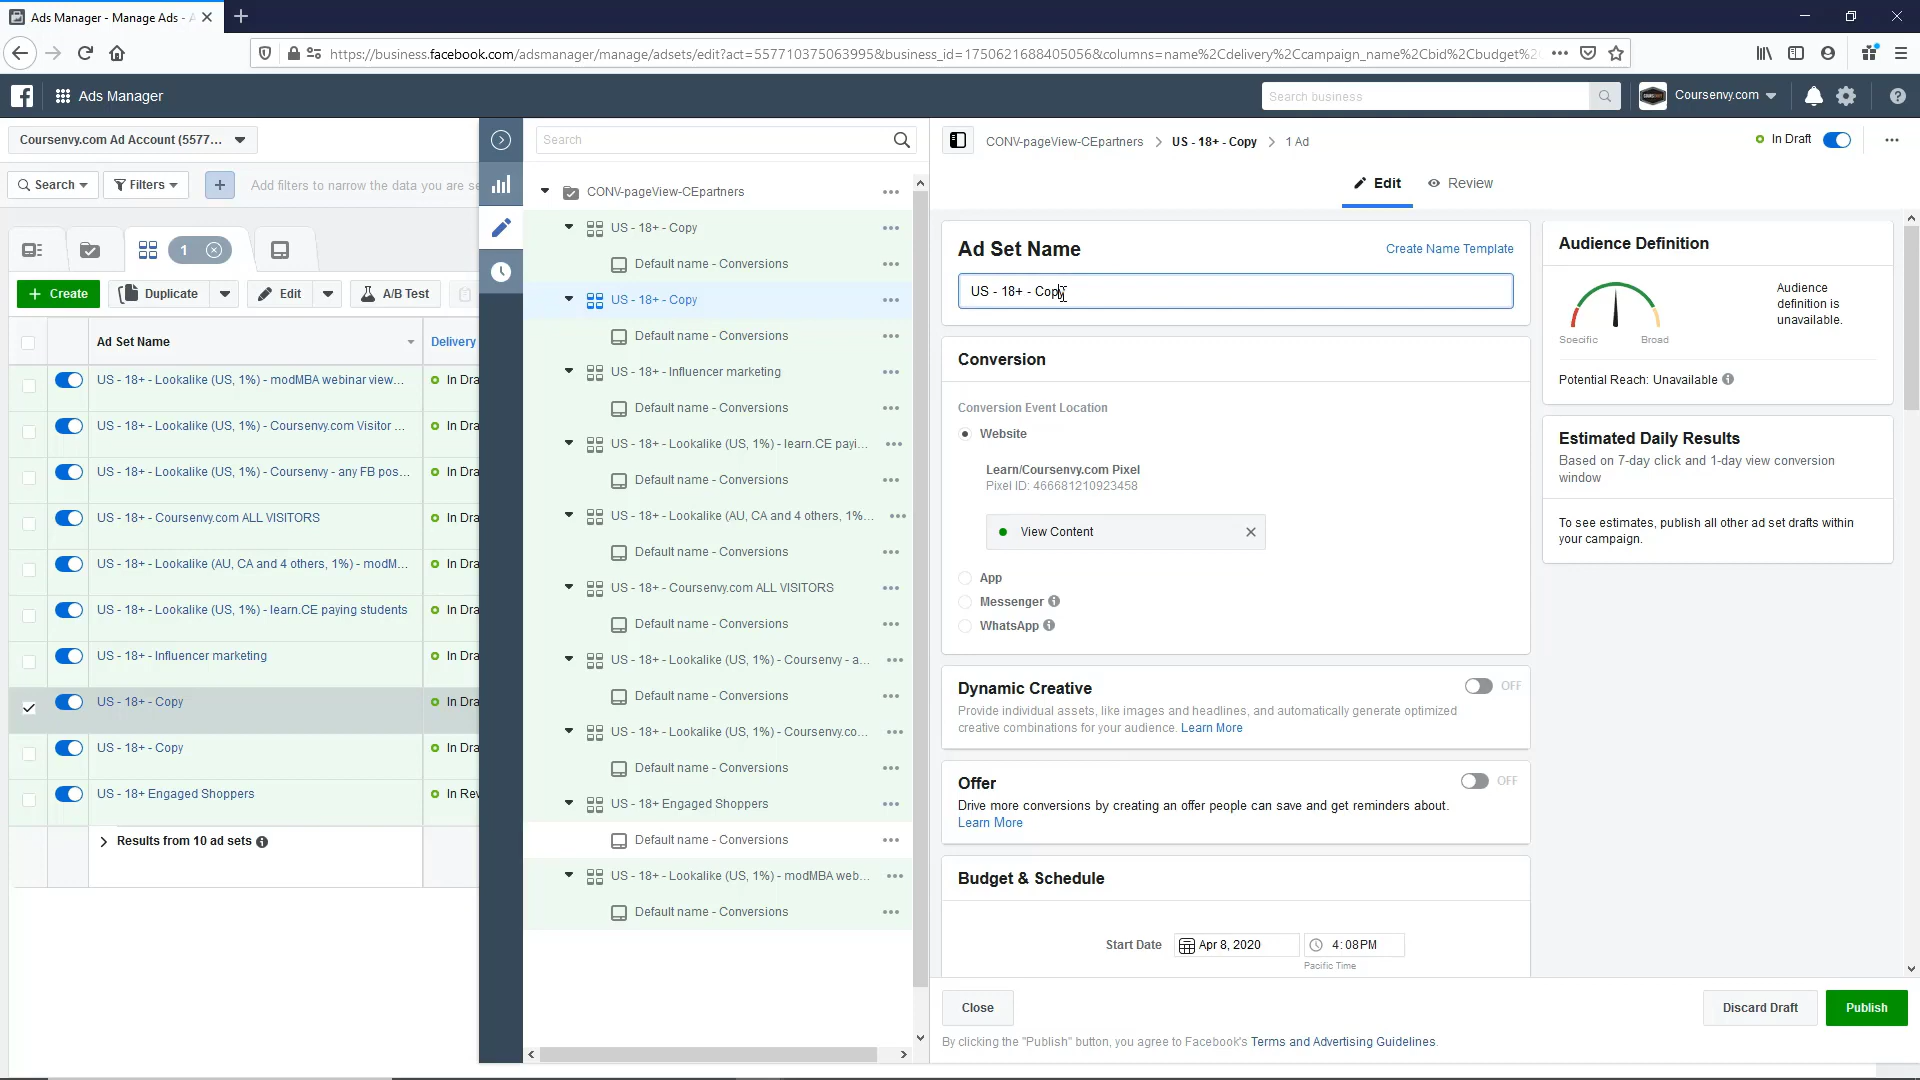 Ads Manager - Manage Ads - A
https://business.facebook.com/adsmanager/manage/adsets/edit?act=557710375063995&business_id=1750621688405056&columns=name%2Cdelivery%2Ccampaign_name%2Cbid%2Cbudget%2
Ads Manager
Search business
Coursenvy.com
Coursenvy.com Ad Account (5577...
Search
Filters
Add filters to narrow the data you are se
1
Create
Duplicate
Edit
A/B Test
Ad Set Name
Delivery
US - 18+ - Lookalike (US, 1%) - modMBA webinar view...
In Dra
US - 18+ - Lookalike (US, 1%) - Coursenvy.com Visitor ...
In Dra
US - 18+ - Lookalike (US, 1%) - Coursenvy - any FB pos...
In Dra
US - 18+ - Coursenvy.com ALL VISITORS
In Dra
US - 18+ - Lookalike (AU, CA and 4 others, 1%) - modM...
In Dra
US - 18+ - Lookalike (US, 1%) - learn.CE paying students
In Dra
US - 18+ - Influencer marketing
In Dra
US - 18+ - Copy
In Dra
US - 18+ - Copy
In Dra
US - 18+ Engaged Shoppers
In Rev
Results from 10 ad sets
Search
CONV-pageView-CEpartners
US - 18+ - Copy
Default name - Conversions
US - 18+ - Copy
Default name - Conversions
US - 18+ - Influencer marketing
Default name - Conversions
US - 18+ - Lookalike (US, 1%) - learn.CE payi...
Default name - Conversions
US - 18+ - Lookalike (AU, CA and 4 others, 1%...
Default name - Conversions
US - 18+ - Coursenvy.com ALL VISITORS
Default name - Conversions
US - 18+ - Lookalike (US, 1%) - Coursenvy - a...
Default name - Conversions
US - 18+ - Lookalike (US, 1%) - Coursenvy.co...
Default name - Conversions
US - 18+ Engaged Shoppers
Default name - Conversions
US - 18+ - Lookalike (US, 1%) - modMBA web...
Default name - Conversions
CONV-pageView-CEpartners
US - 18+ - Copy
1 Ad
In Draft
Edit
Review
Ad Set Name
Create Name Template
US - 18+ - Copy
Conversion
Conversion Event Location
Website
Learn/Coursenvy.com Pixel
Pixel ID: 466681210923458
View Content
App
Messenger
WhatsApp
Dynamic Creative
OFF
Provide individual assets, like images and headlines, and automatically generate optimized
creative combinations for your audience. Learn More
Offer
OFF
Drive more conversions by creating an offer people can save and get reminders about.
Learn More
Budget & Schedule
Start Date
Apr 8, 2020
4:08PM
Pacific Time
Audience Definition
Audience
definition is
unavailable.
Specific
Broad
Potential Reach: Unavailable
Estimated Daily Results
Based on 7-day click and 1-day view conversion
window
To see estimates, publish all other ad set drafts within
your campaign.
Close
Discard Draft
Publish
By clicking the "Publish" button, you agree to Facebook's Terms and Advertising Guidelines.